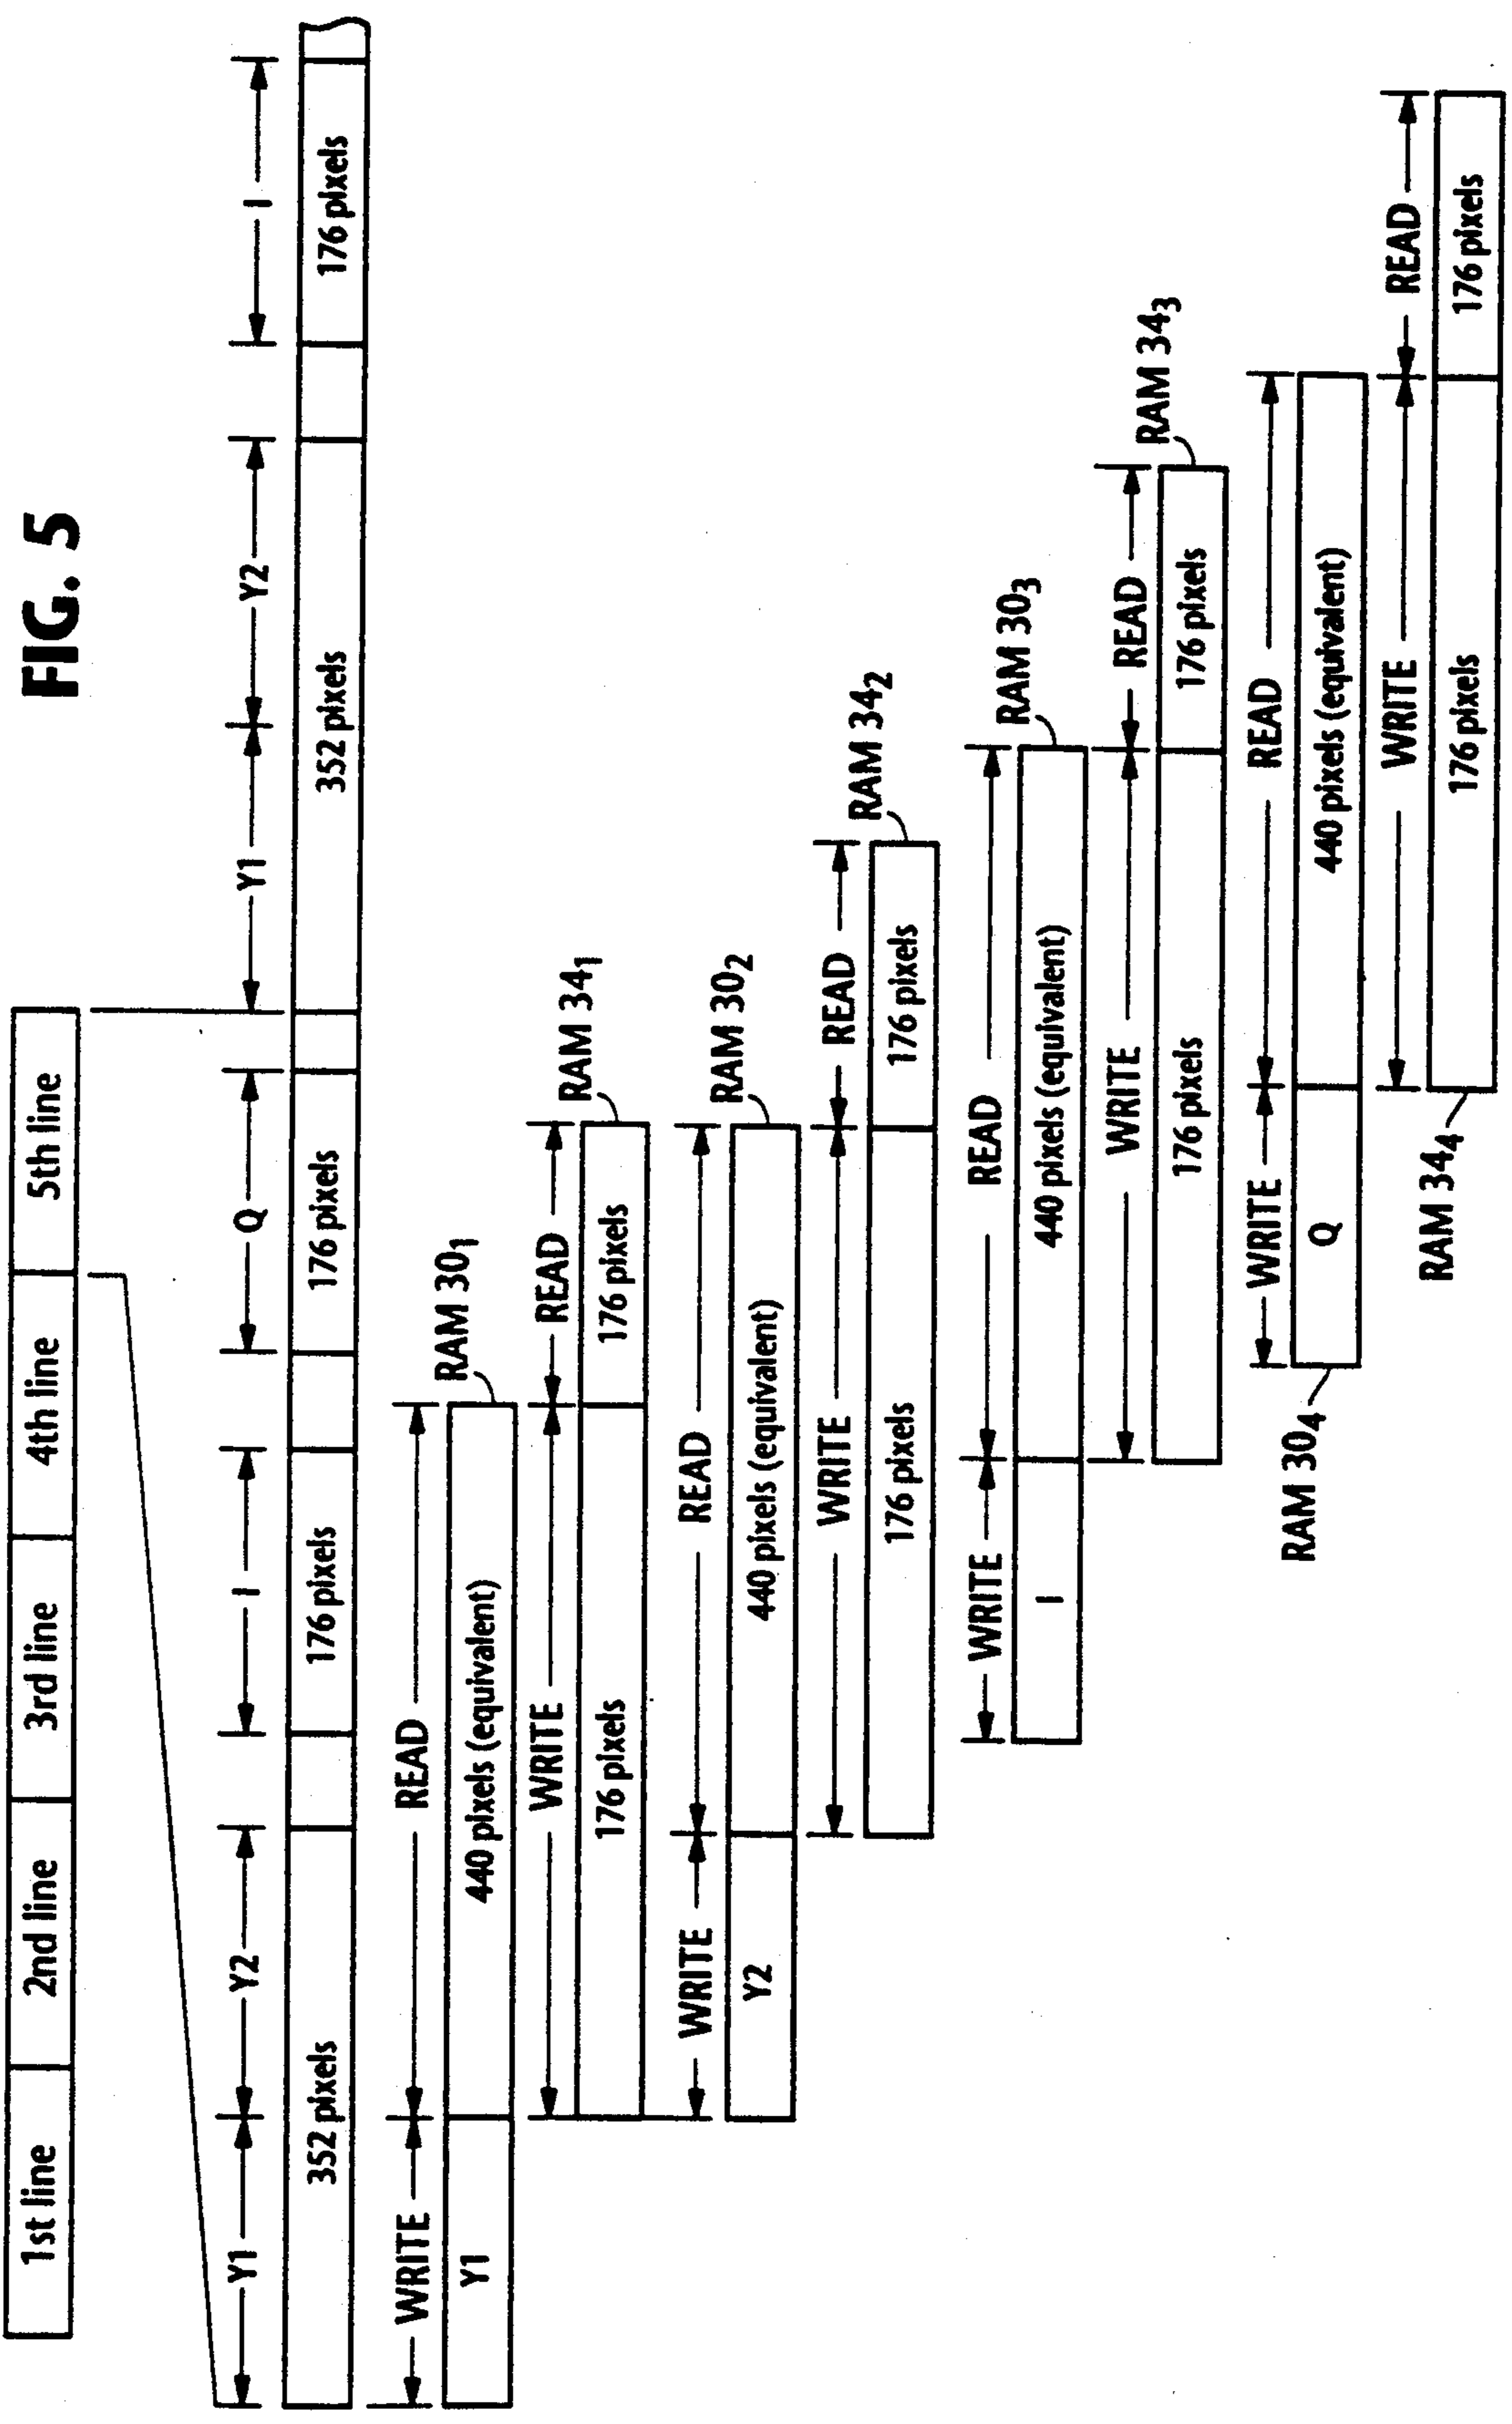 FIG. 5
1st line 2nd line 3rd line 4th line 5th line
Y1 Y2 I Q Y1 Y2 I
352 pixels 176 pixels 176 pixels 352 pixels 176 pixels
WRITE READ
Y1 440 pixels (equivalent) RAM 30₁
WRITE READ
176 pixels 176 pixels RAM 34₁
WRITE READ
Y2 440 pixels (equivalent) RAM 30₂
WRITE READ
176 pixels 176 pixels RAM 34₂
WRITE READ
I 440 pixels (equivalent) RAM 30₃
WRITE READ
176 pixels 176 pixels RAM 34₃
WRITE READ
Q 440 pixels (equivalent)
RAM 30₄
WRITE READ
176 pixels 176 pixels
RAM 34₄